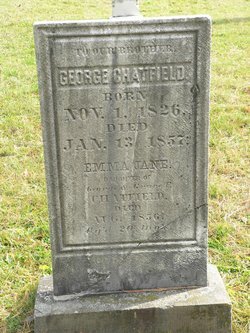 TO OUR BROTHER,
GEORGE CHATFIELD.
BORN
NOV. 1. 1826.
DIED
JAN. 13. 1857.
EMMA JANE.
CHATFIELD.
AUG. 1856.